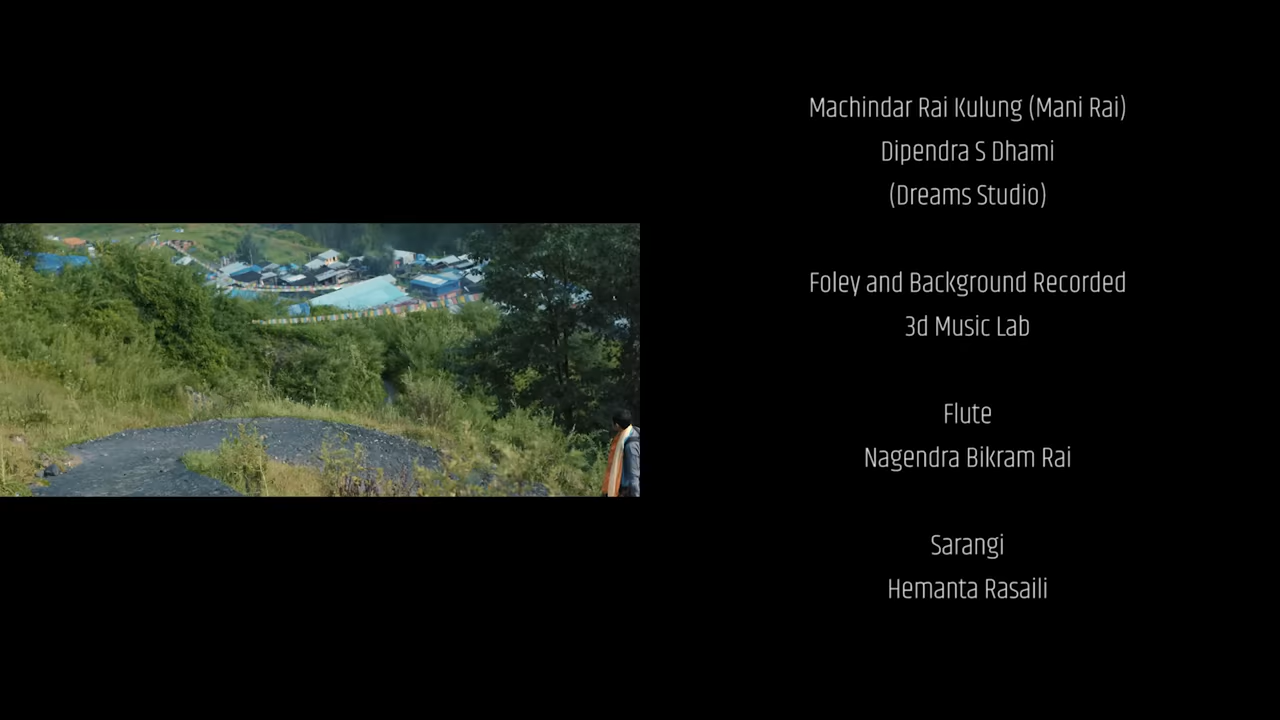 Machindar Rai Kulung (Mani Rai)
Dipendra S Dhami
(Dreams Studio)
Foley and Background Recorded
3d Music Lab
Flute
Nagendra Bikram Rai
Sarangi
Hemanta Rasaili